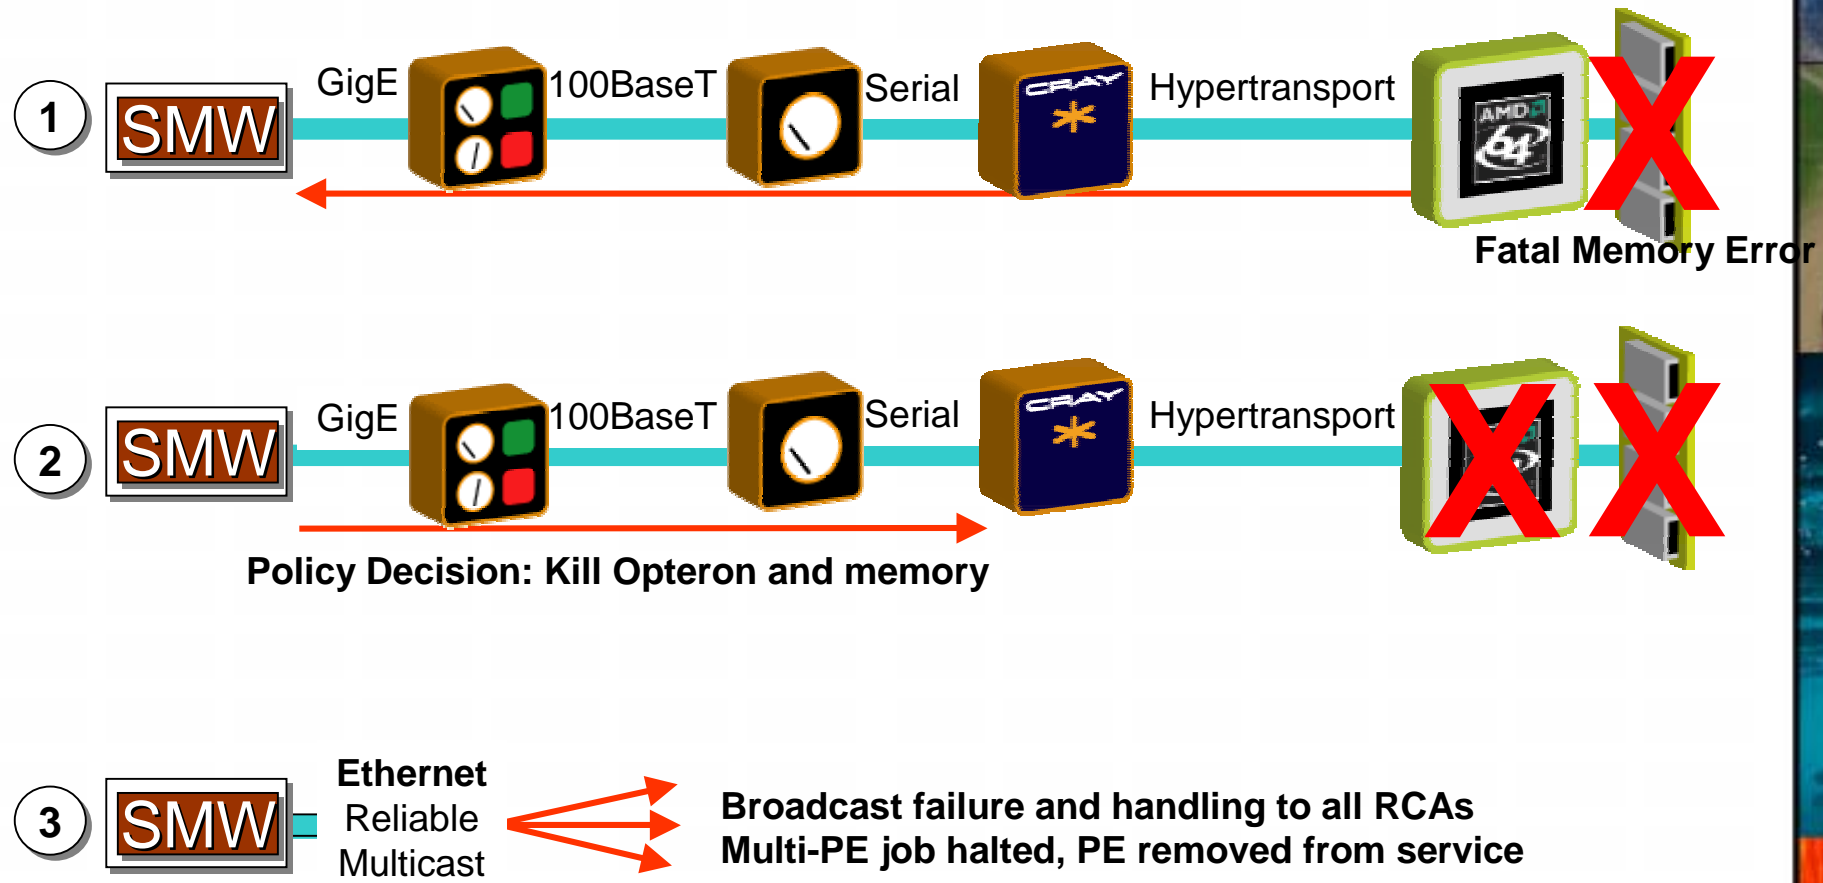 1
SMW
GigE
100BaseT
Serial
CRAY
Hypertransport
AMD
64
Fatal Memory Error
2
SMW
GigE
100BaseT
Serial
CRAY
Hypertransport
Policy Decision: Kill Opteron and memory
3
SMW
Ethernet
Reliable
Multicast
Broadcast failure and handling to all RCAs
Multi-PE job halted, PE removed from service